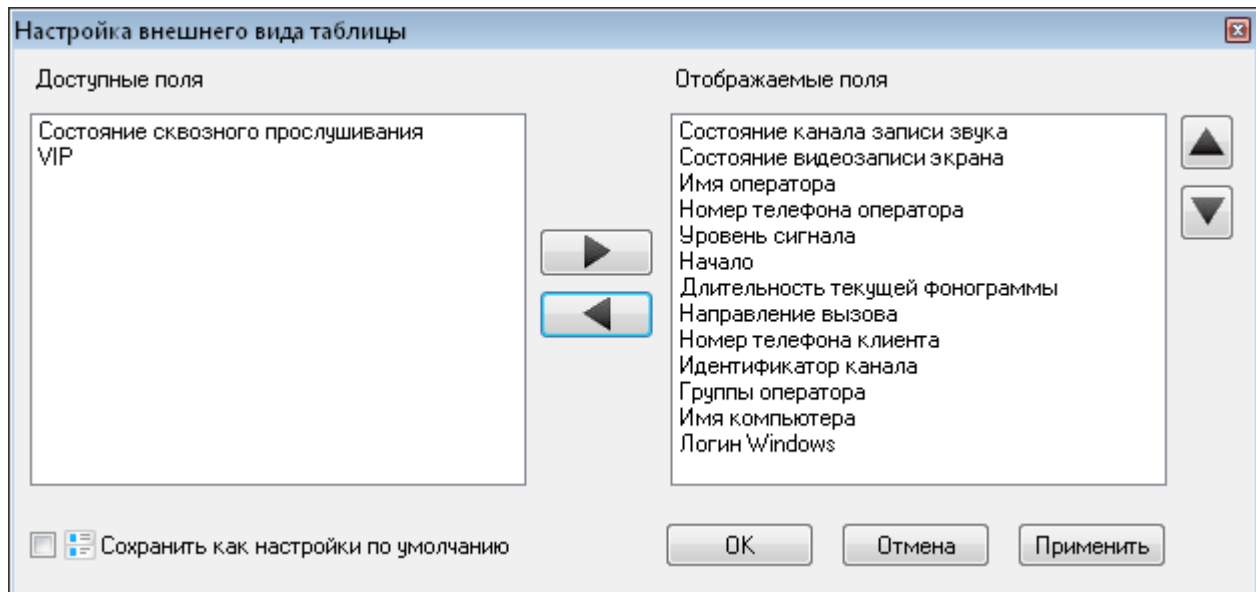 Настройка внешнего вида таблицы
Доступные поля
Состояние сквозного прослушивания
VIP
Отображаемые поля
Состояние канала записи звука
Состояние видеозаписи экрана
Имя оператора
Номер телефона оператора
Уровень сигнала
Начало
Длительность текущей фонограммы
Направление вызова
Номер телефона клиента
Идентификатор канала
Группы оператора
Имя компьютера
Логин Windows
Сохранить как настройки по умолчанию
OK
Отмена
Применить